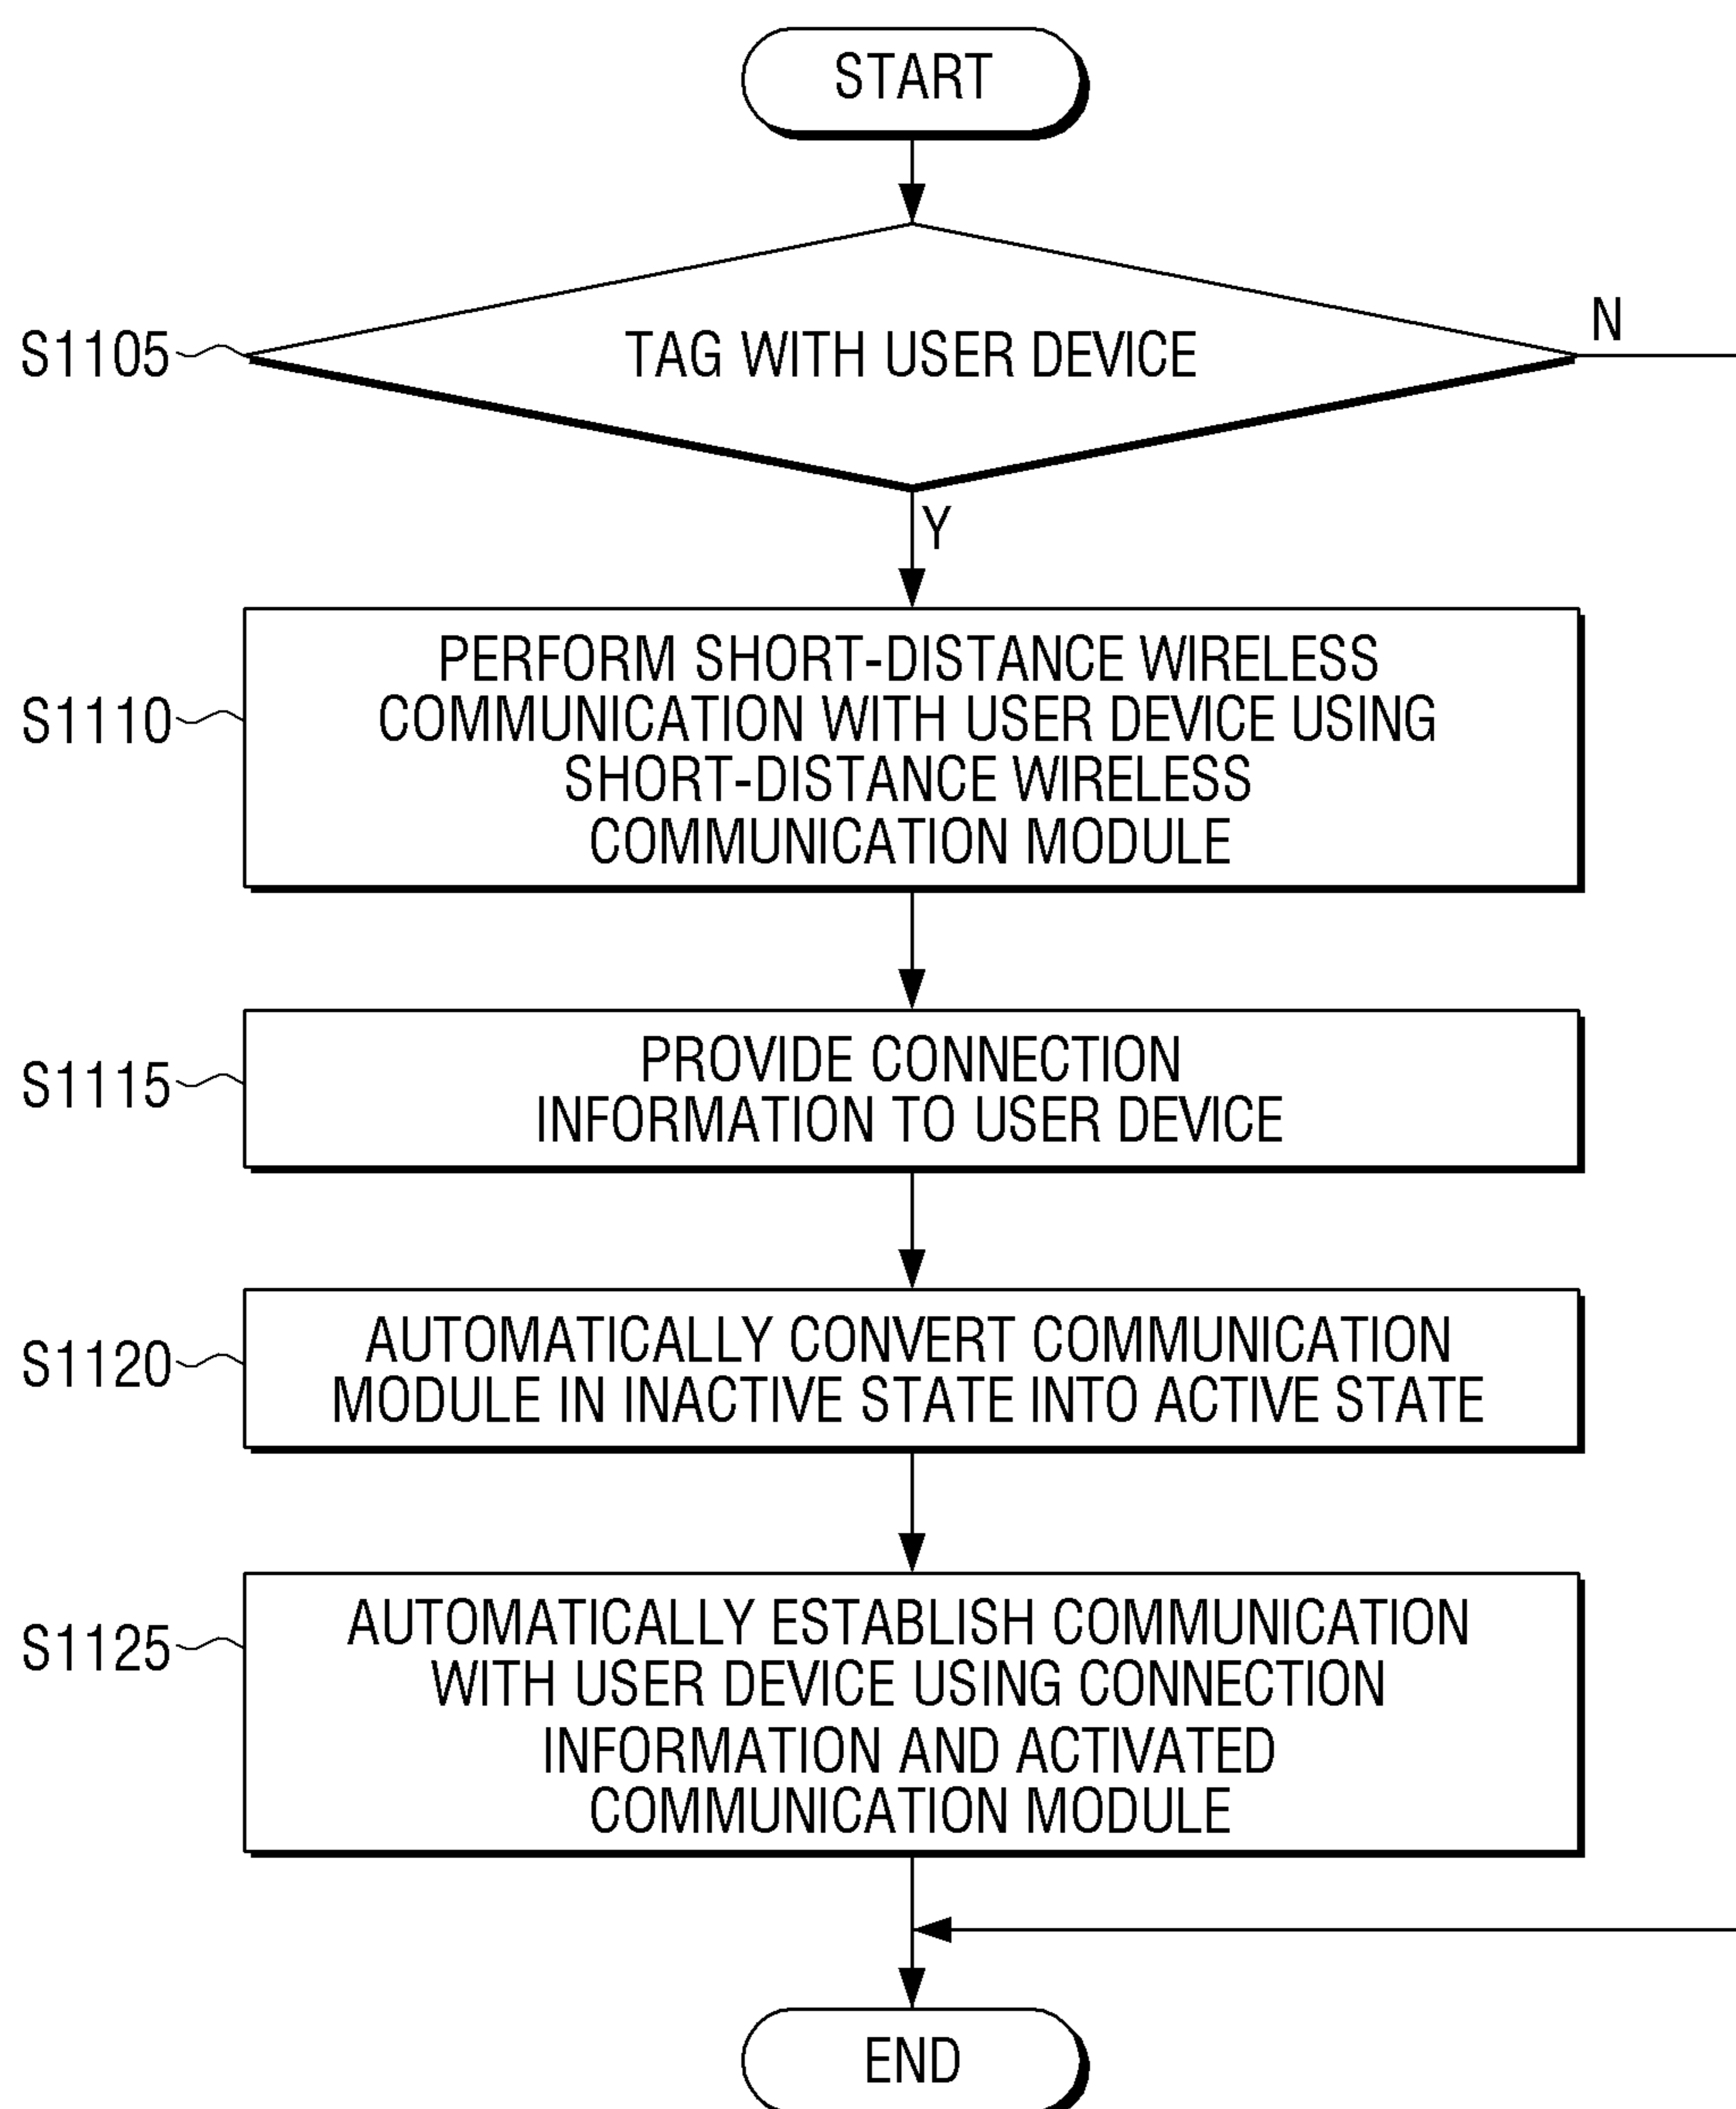 START
S1105
TAG WITH USER DEVICE
N
Y
S1110
PERFORM SHORT-DISTANCE WIRELESS
COMMUNICATION WITH USER DEVICE USING
SHORT-DISTANCE WIRELESS
COMMUNICATION MODULE
S1115
PROVIDE CONNECTION
INFORMATION TO USER DEVICE
S1120
AUTOMATICALLY CONVERT COMMUNICATION
MODULE IN INACTIVE STATE INTO ACTIVE STATE
S1125
AUTOMATICALLY ESTABLISH COMMUNICATION
WITH USER DEVICE USING CONNECTION
INFORMATION AND ACTIVATED
COMMUNICATION MODULE
END